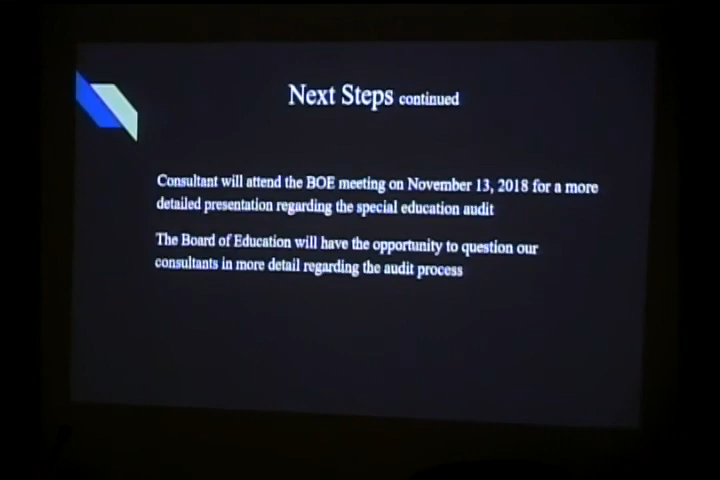 Next Steps continued
Consultant will attend the BOE meeting on November 13, 2018 for a more
detailed presentation regarding the special education audit
The Board of Education will have the opportunity to question our
consultants in more detail regarding the audit process